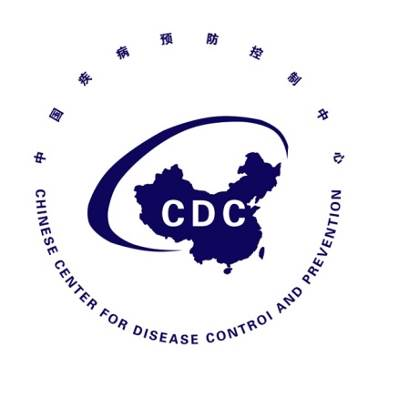 中国疾病预防控制中心
CDC
CHINESE CENTER FOR DISEASE CONTROI AND PREVENTION